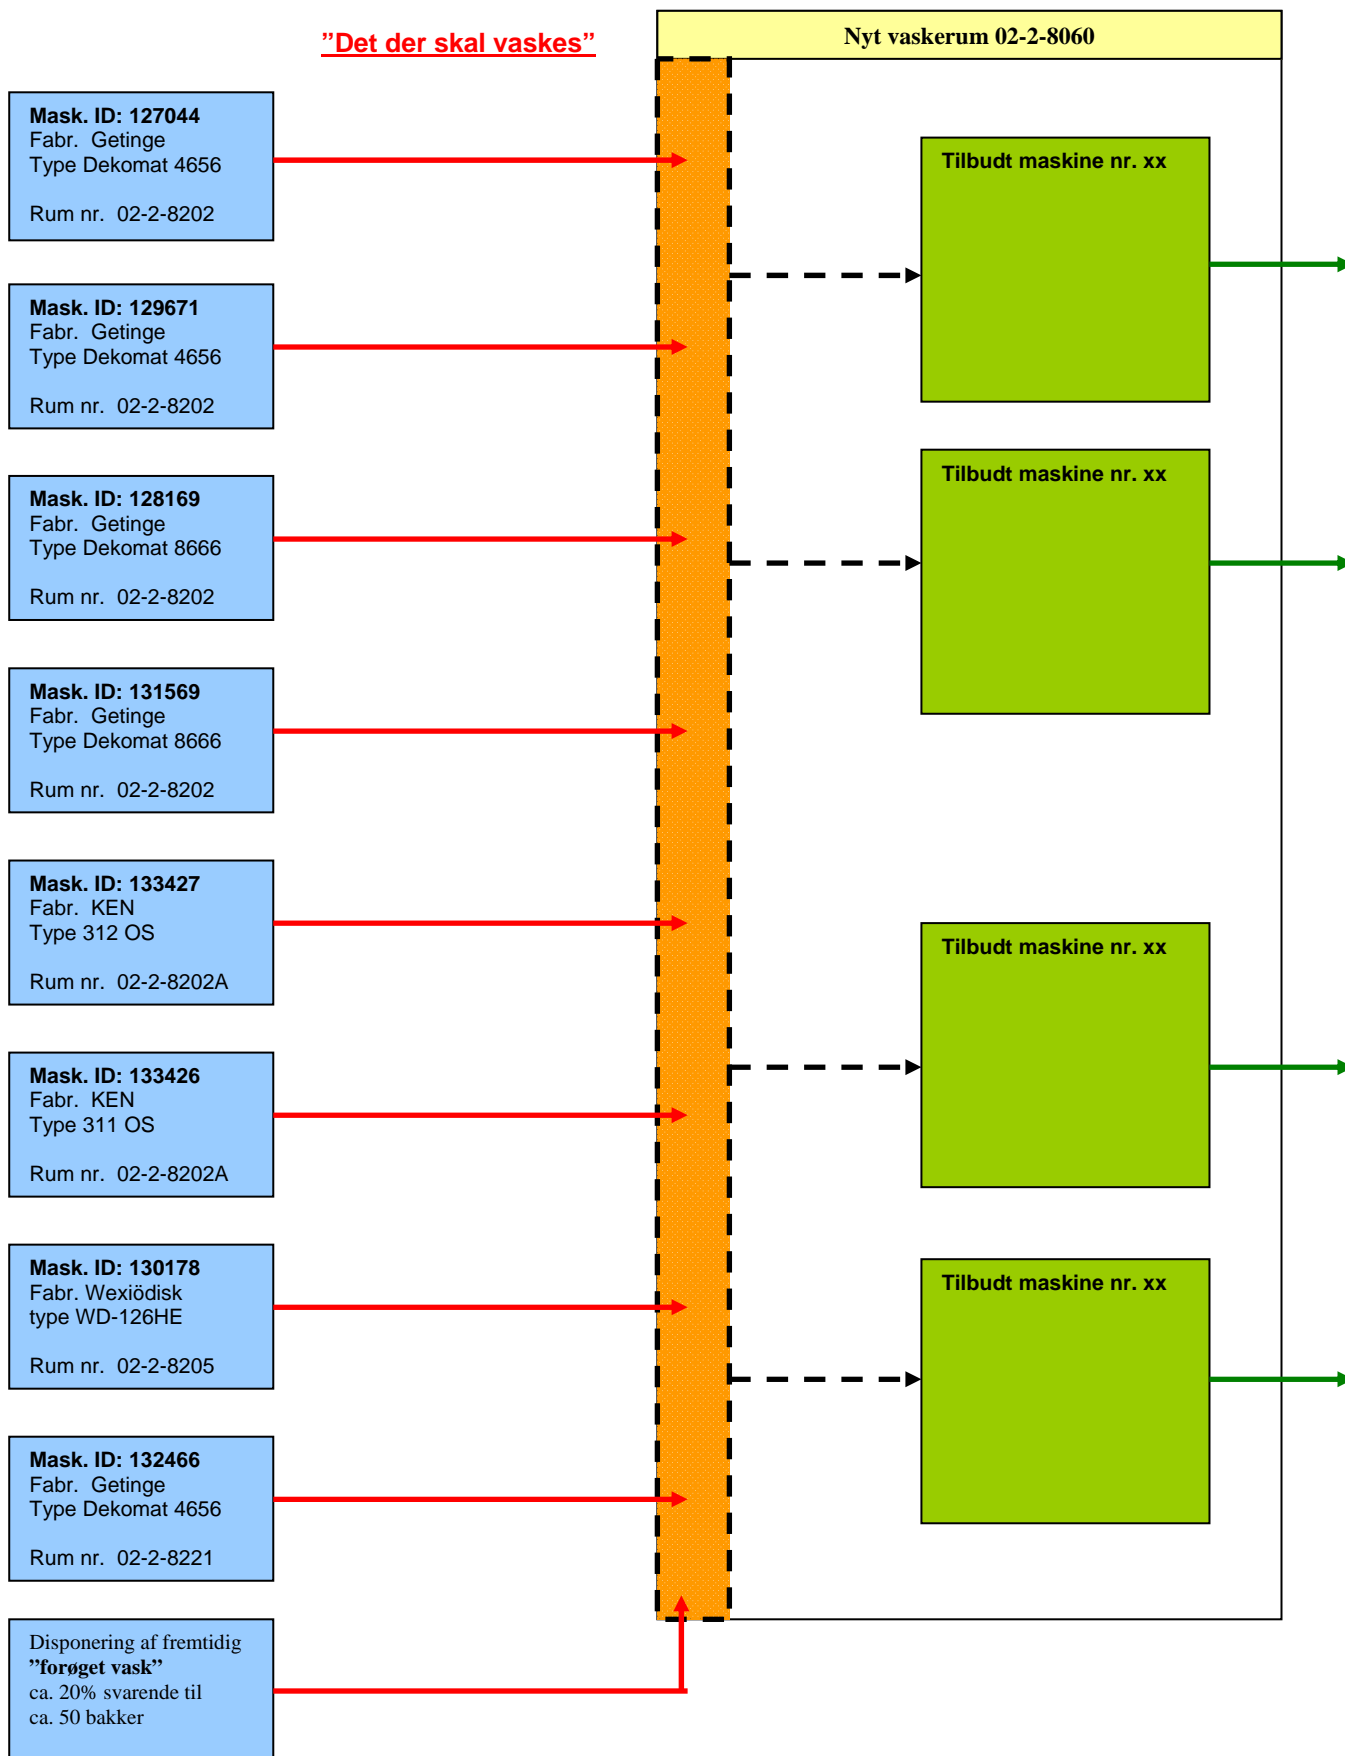 ”Det der skal vaskes”
Nyt vaskerum 02-2-8060
Mask. ID: 127044
Fabr.  Getinge
Type Dekomat 4656
Rum nr.  02-2-8202
Mask. ID: 129671
Fabr.  Getinge
Type Dekomat 4656
Rum nr.  02-2-8202
Mask. ID: 128169
Fabr.  Getinge
Type Dekomat 8666
Rum nr.  02-2-8202
Mask. ID: 131569
Fabr.  Getinge
Type Dekomat 8666
Rum nr.  02-2-8202
Mask. ID: 133427
Fabr.  KEN
Type 312 OS
Rum nr.  02-2-8202A
Mask. ID: 133426
Fabr.  KEN
Type 311 OS
Rum nr.  02-2-8202A
Mask. ID: 130178
Fabr. Wexiödisk
type WD-126HE
Rum nr.  02-2-8205
Mask. ID: 132466
Fabr.  Getinge
Type Dekomat 4656
Rum nr.  02-2-8221
Disponering af fremtidig
”forøget vask”
ca. 20% svarende til
ca. 50 bakker
Tilbudt maskine nr. xx
Tilbudt maskine nr. xx
Tilbudt maskine nr. xx
Tilbudt maskine nr. xx